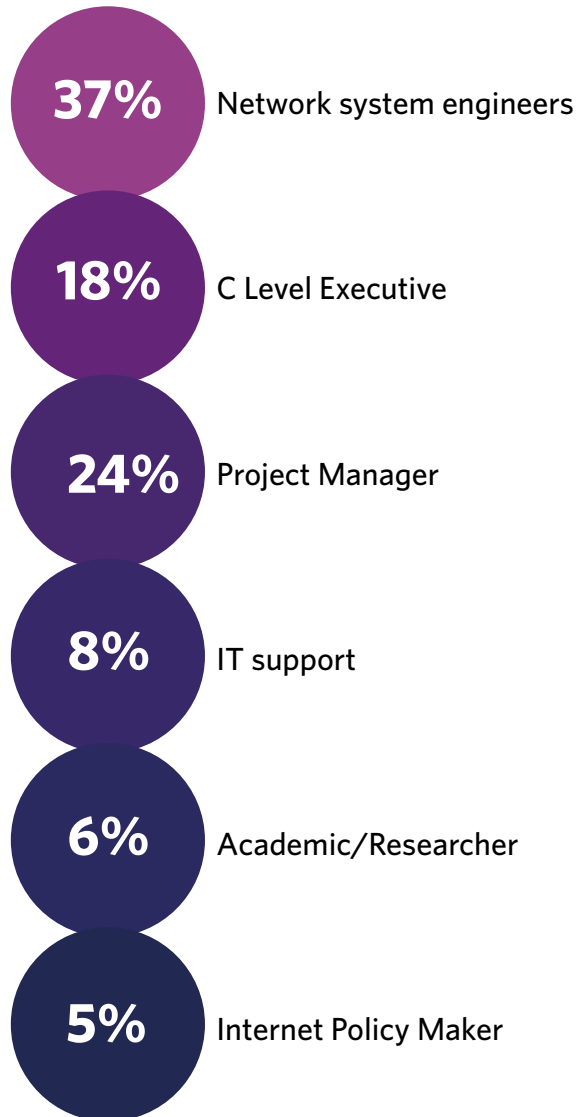 37% Network system engineers
18% C Level Executive
24% Project Manager
8% IT support
6% Academic/Researcher
5% Internet Policy Maker